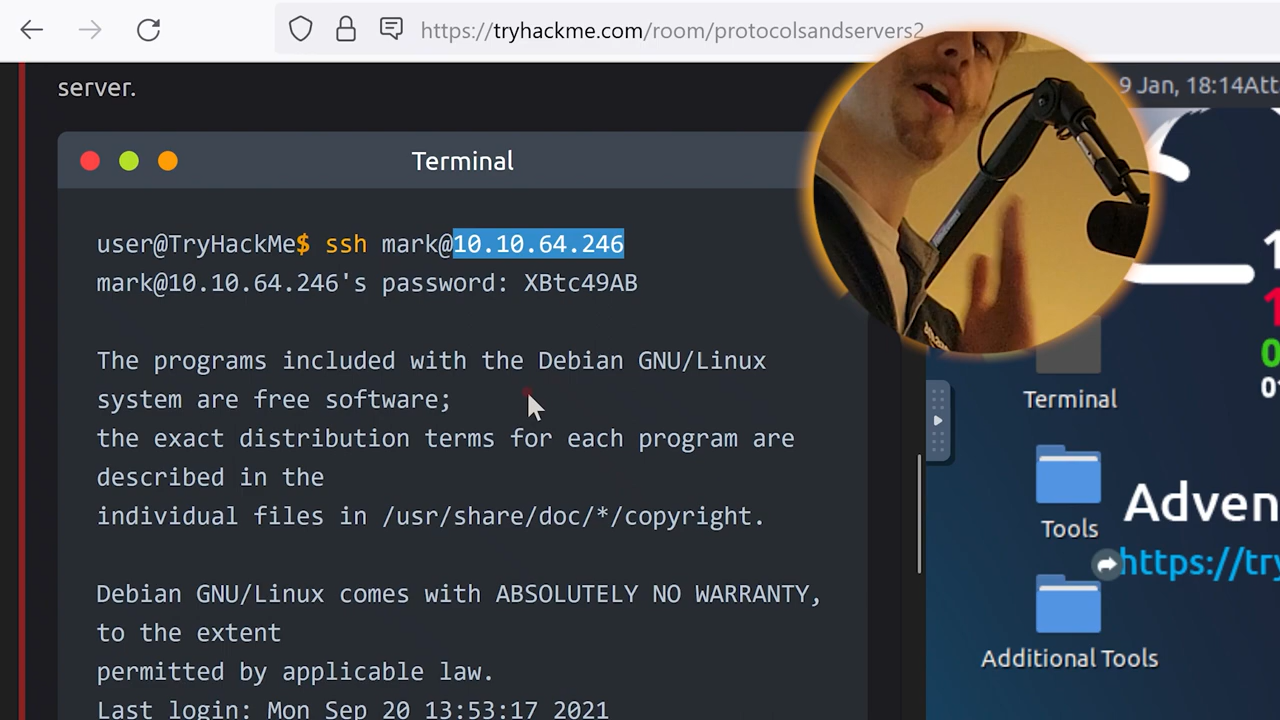 https://tryhackme.com/room/protocolsandservers2
server.
9 Jan, 18:14Att
Terminal
user@TryHackMe$ ssh mark@10.10.64.246
mark@10.10.64.246's password: XBtc49AB
The programs included with the Debian GNU/Linux
system are free software;
the exact distribution terms for each program are
described in the
individual files in /usr/share/doc/*/copyright.
Debian GNU/Linux comes with ABSOLUTELY NO WARRANTY,
to the extent
permitted by applicable law.
Last login: Mon Sep 20 13:53:17 2021
Terminal
Tools
Adven
https://try
Additional Tools